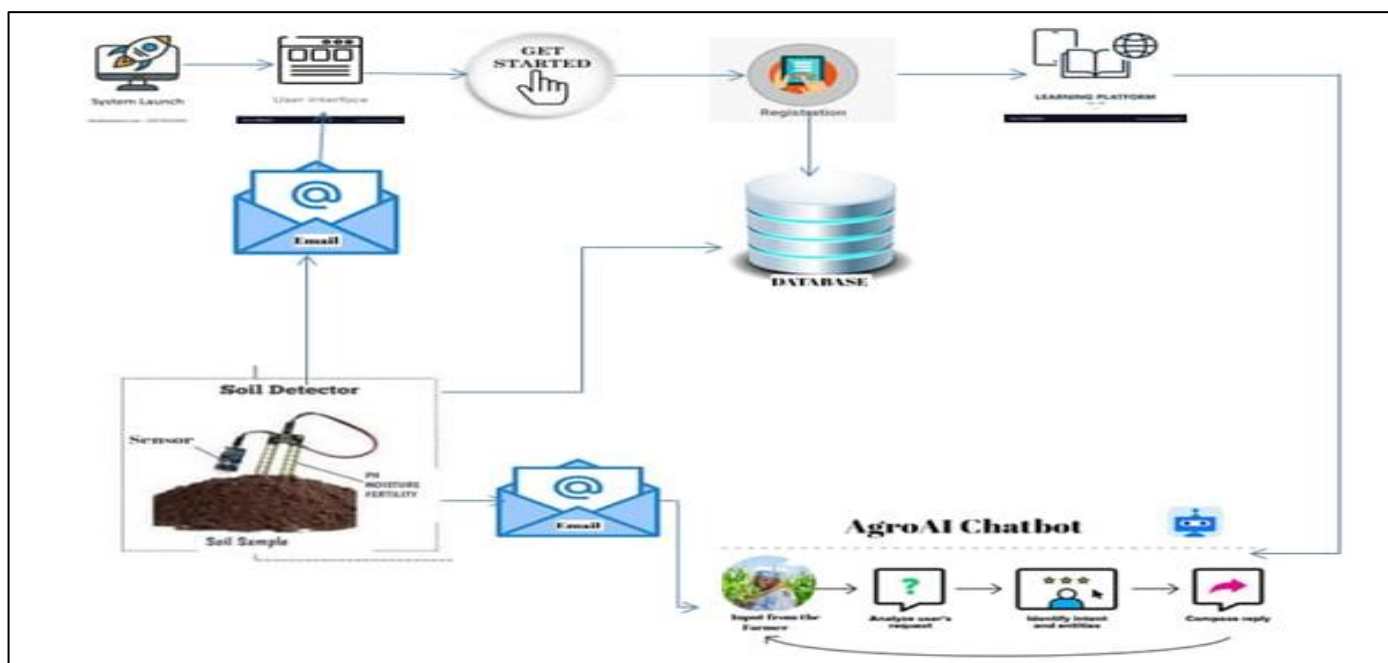 GET
STARTED
System Launch
User Interface
Registration
LEARNING PLATFORM
Email
DATABASE
Soil Detector
Sensor
PH
MOISTURE
FERTILITY
Soil Sample
Email
AgroAI Chatbot
Input from the
Farmer
Analyse user's
request
Identify intent
and entities
Compose reply